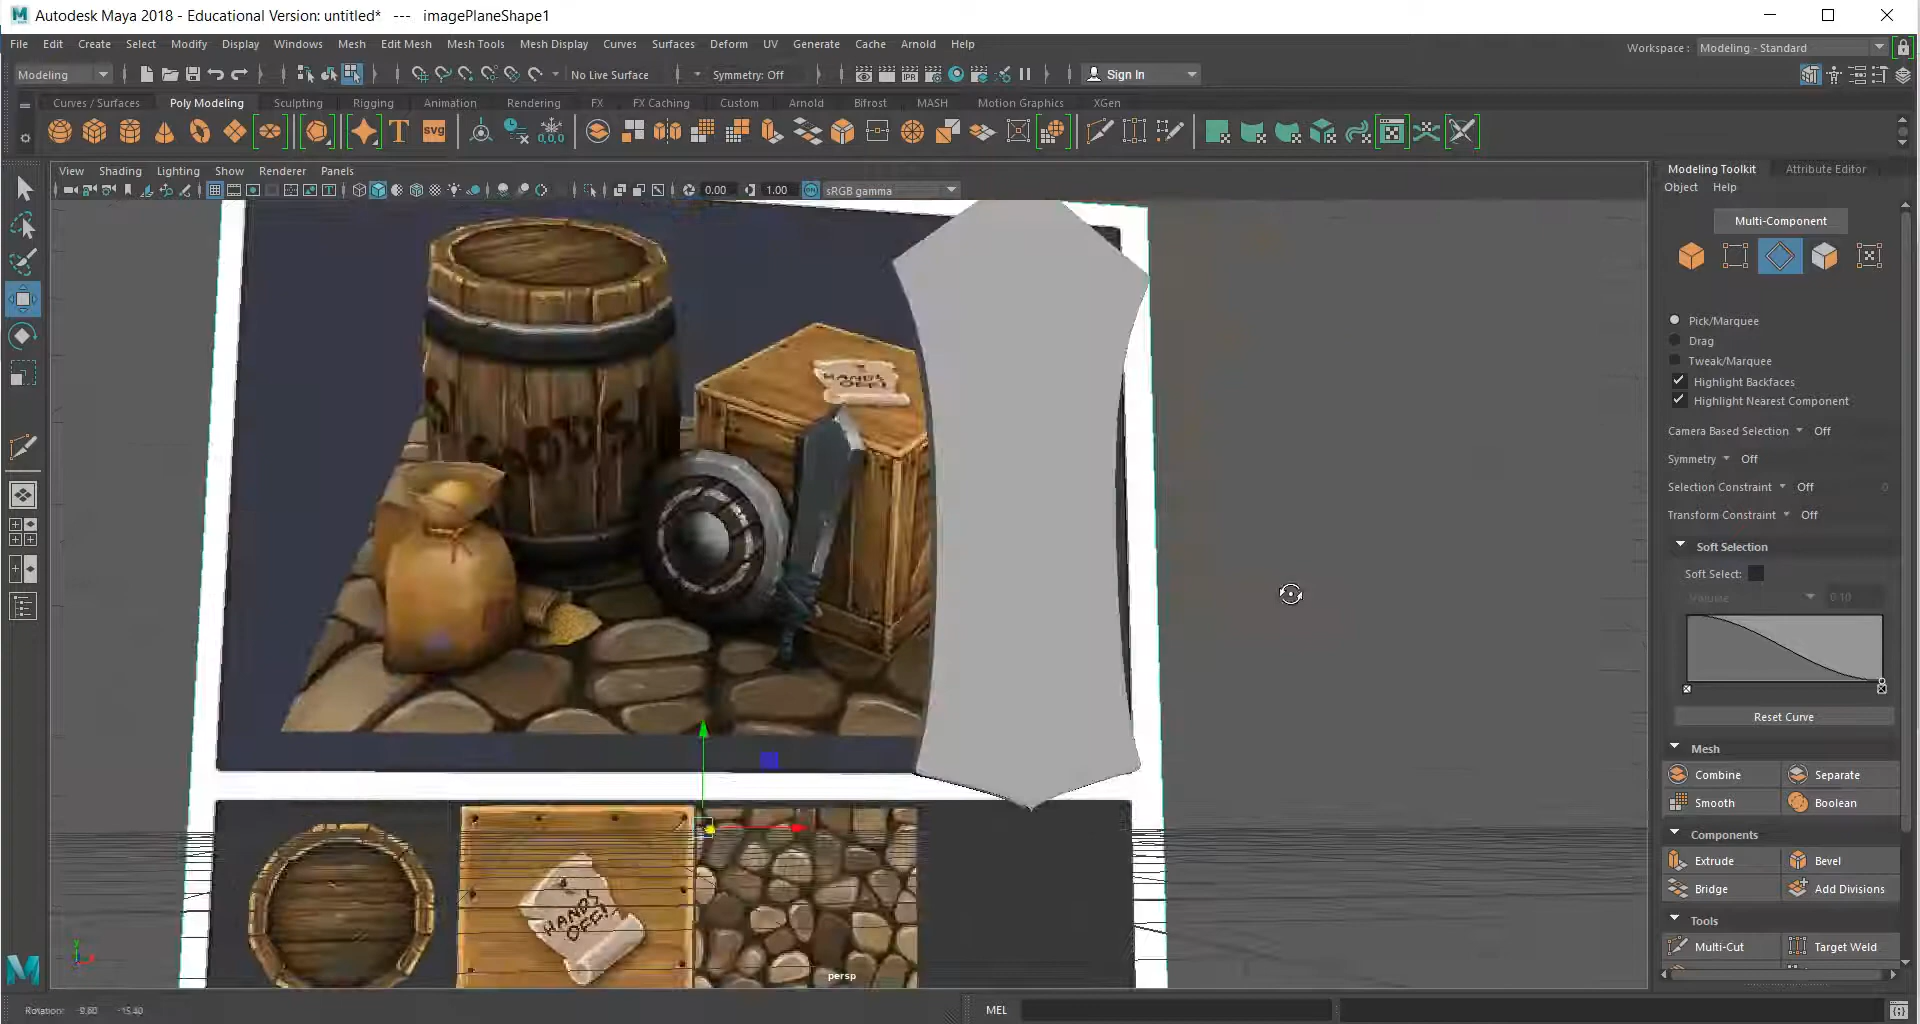 Autodesk Maya 2018 - Educational Version: untitled* --- imagePlaneShape1
File Edit Create Select Modify Display Windows Mesh Edit Mesh Mesh Tools Mesh Display Curves Surfaces Deform UV Generate Cache Arnold Help
Workspace : Modeling - Standard
Modeling No Live Surface Symmetry: Off Sign In
Curves / Surfaces Poly Modeling Sculpting Rigging Animation Rendering FX FX Caching Custom Arnold Bifrost MASH Motion Graphics XGen
T svg 0,0,0
IPR
View Shading Lighting Show Renderer Panels
0.00 1.00 ON sRGB gamma
Modeling Toolkit Attribute Editor
Object Help
Multi-Component
Pick/Marquee
Drag
Tweak/Marquee
Highlight Backfaces
Highlight Nearest Component
Camera Based Selection Off
Symmetry Off
Selection Constraint Off 0
Transform Constraint Off
Soft Selection
Soft Select:
Volume 0.10
Reset Curve
Mesh
Combine Separate
Smooth Boolean
Components
Extrude Bevel
Bridge Add Divisions
Tools
Multi-Cut Target Weld
HANDS
OFF!
HANDS
OFF!
persp
y
Rotation: -9.60 -15.40
MEL